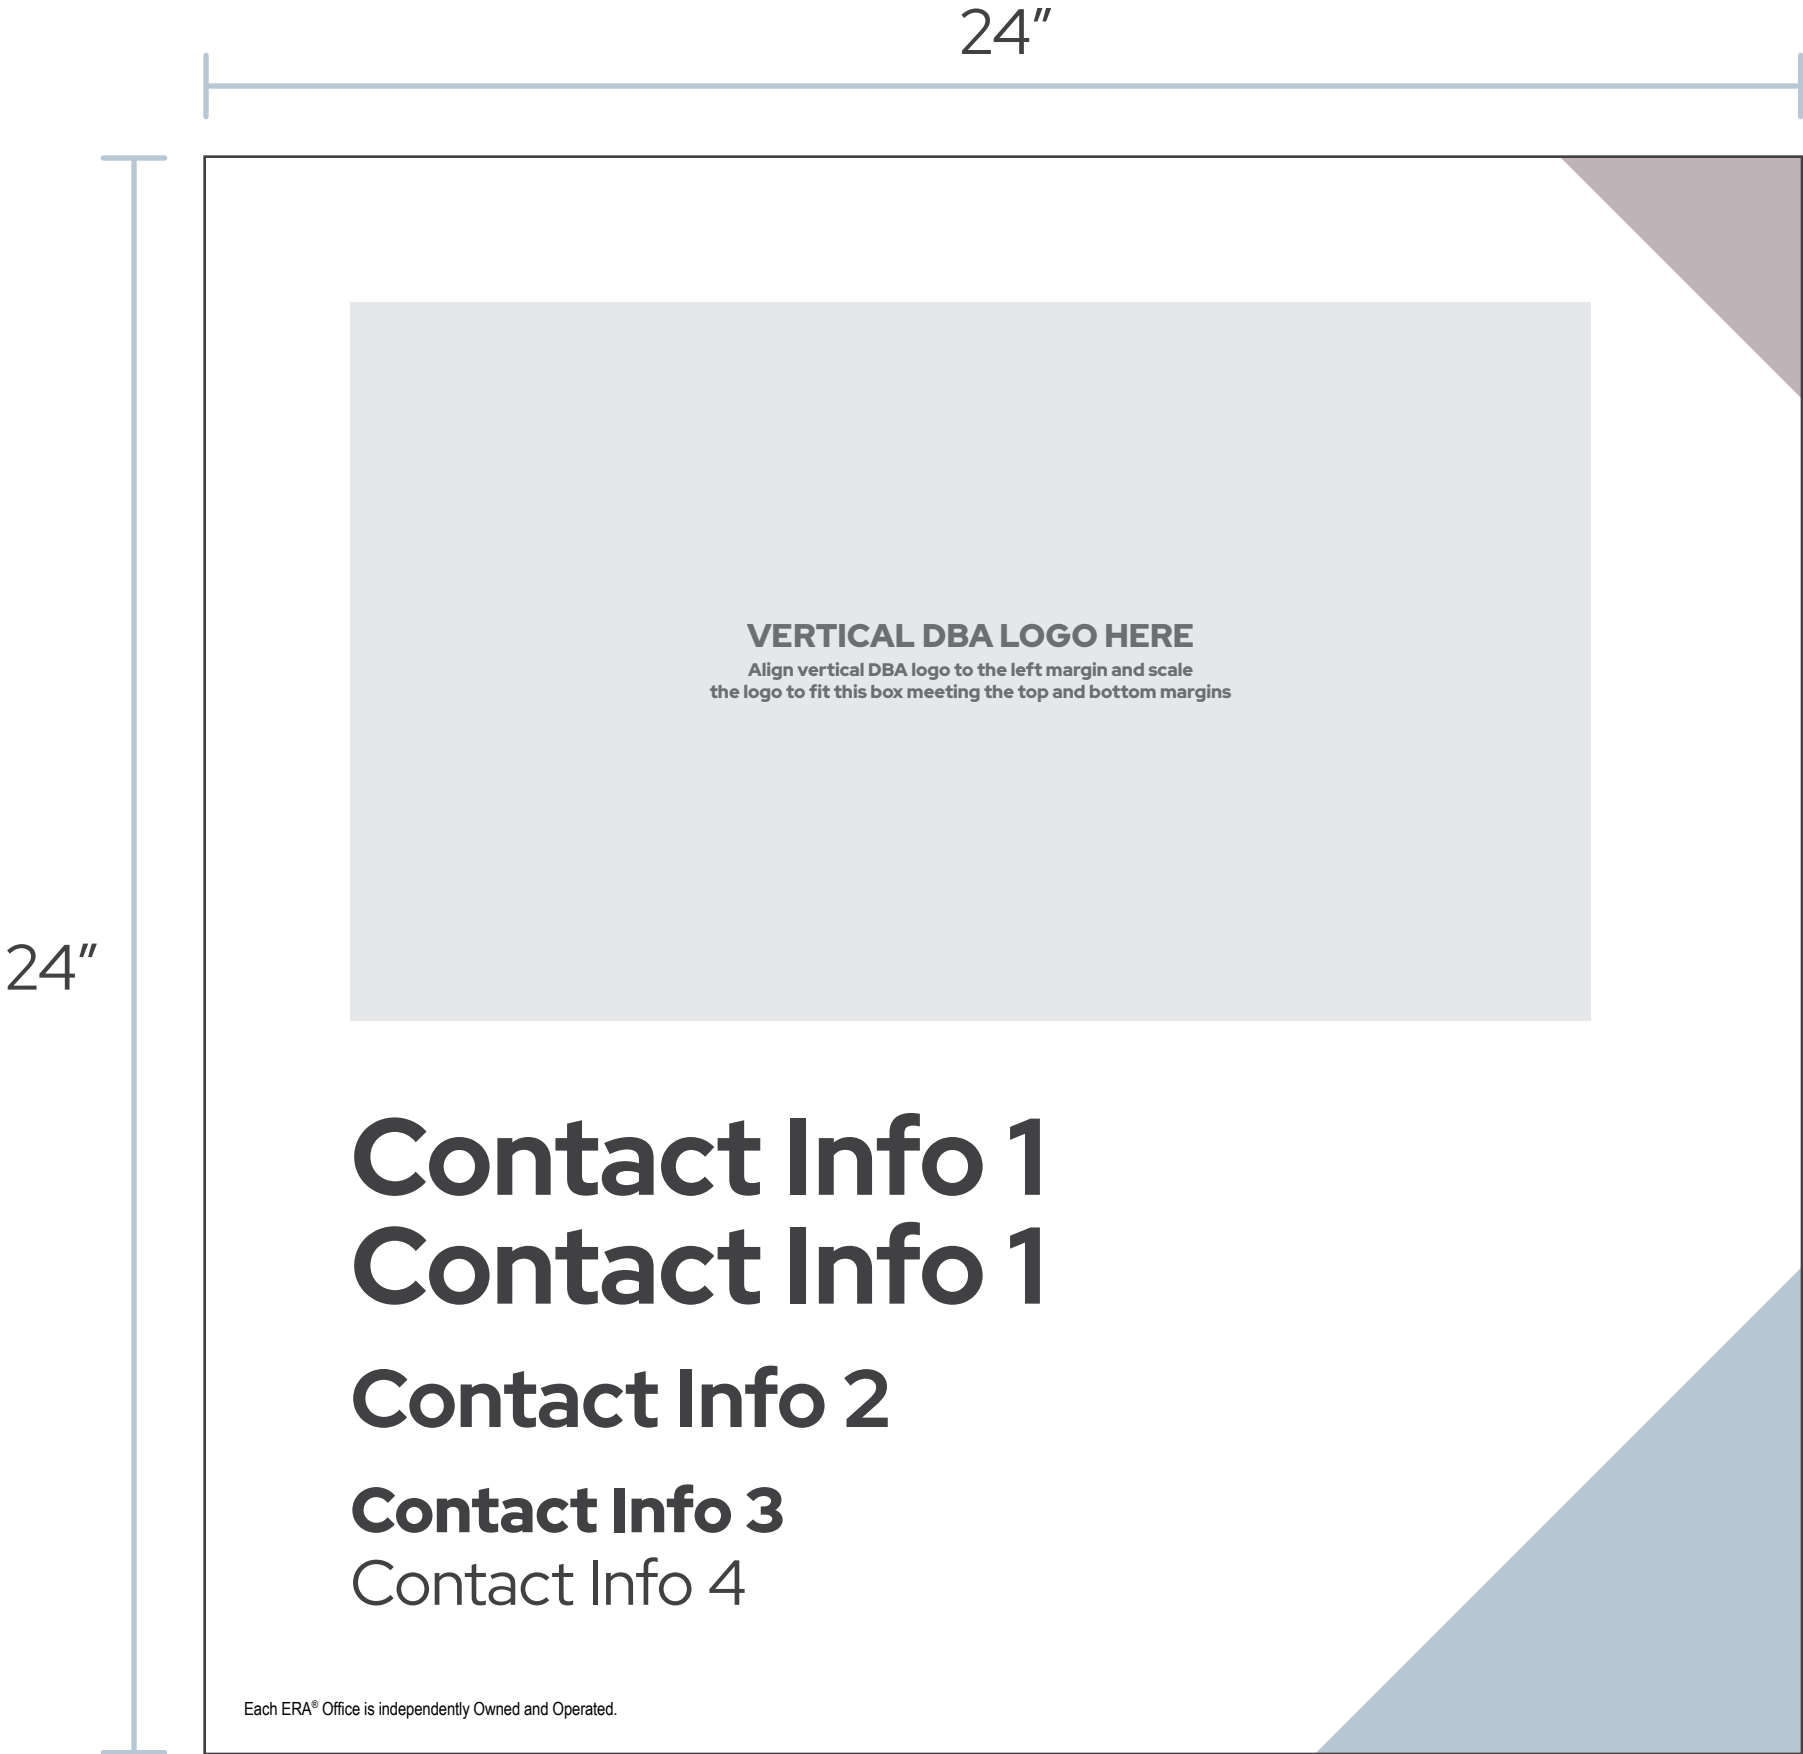 24″
VERTICAL DBA LOGO HERE
Align vertical DBA logo to the left margin and scale
the logo to fit this box meeting the top and bottom margins
24″
Contact Info 1
Contact Info 1
Contact Info 2
Contact Info 3
Contact Info 4
Each ERA® Office is independently Owned and Operated.